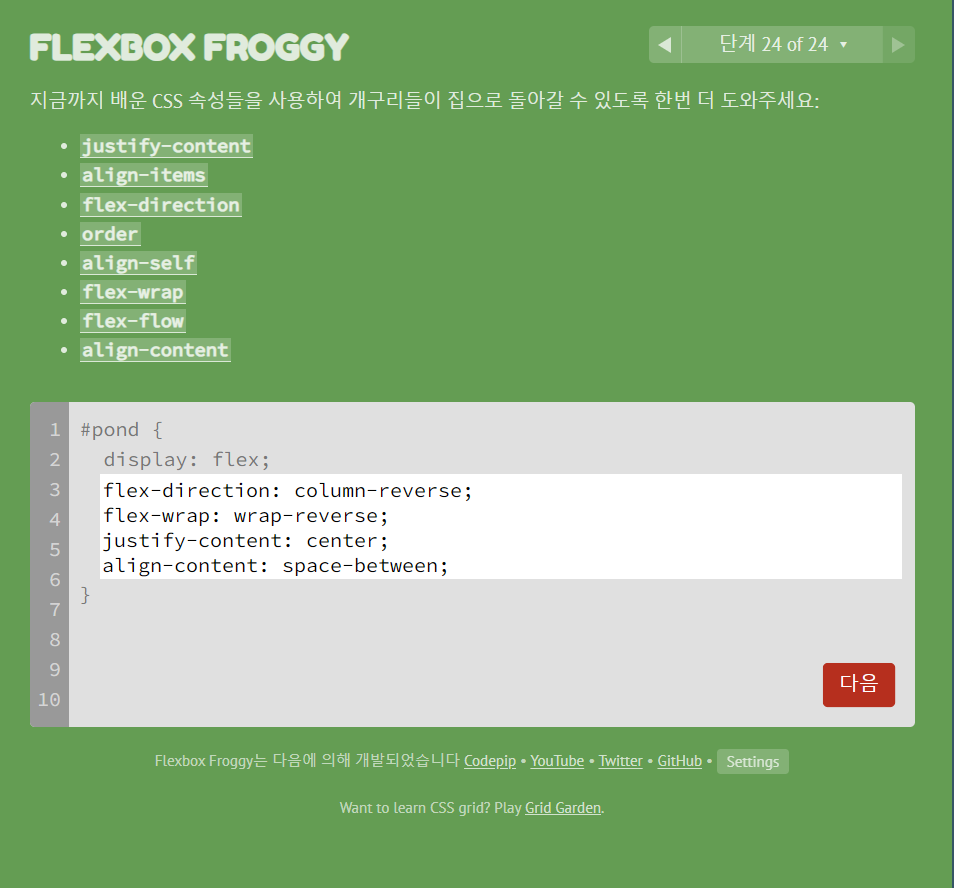 FLEXBOX FROGGY
◀ 단계 24 of 24 ▼ ▶
지금까지 배운 CSS 속성들을 사용하여 개구리들이 집으로 돌아갈 수 있도록 한번 더 도와주세요:
• justify-content
• align-items
• flex-direction
• order
• align-self
• flex-wrap
• flex-flow
• align-content
1 #pond {
2 display: flex;
3 flex-direction: column-reverse;
4 flex-wrap: wrap-reverse;
5 justify-content: center;
6 align-content: space-between;
7 }
8
9
10
다음
Flexbox Froggy는 다음에 의해 개발되었습니다 Codepip • YouTube • Twitter • GitHub • Settings
Want to learn CSS grid? Play Grid Garden.